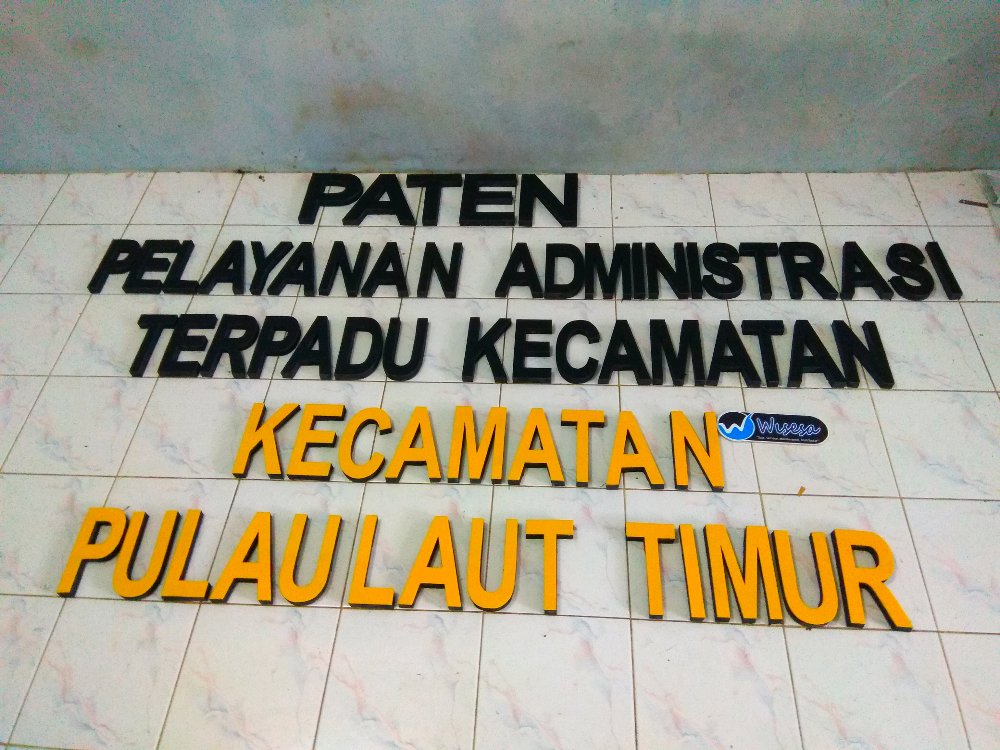 PATEN
PELAYANAN ADMINISTRASI
TERPADU KECAMATAN
KECAMATAN
Wisesa
PULAU LAUT TIMUR